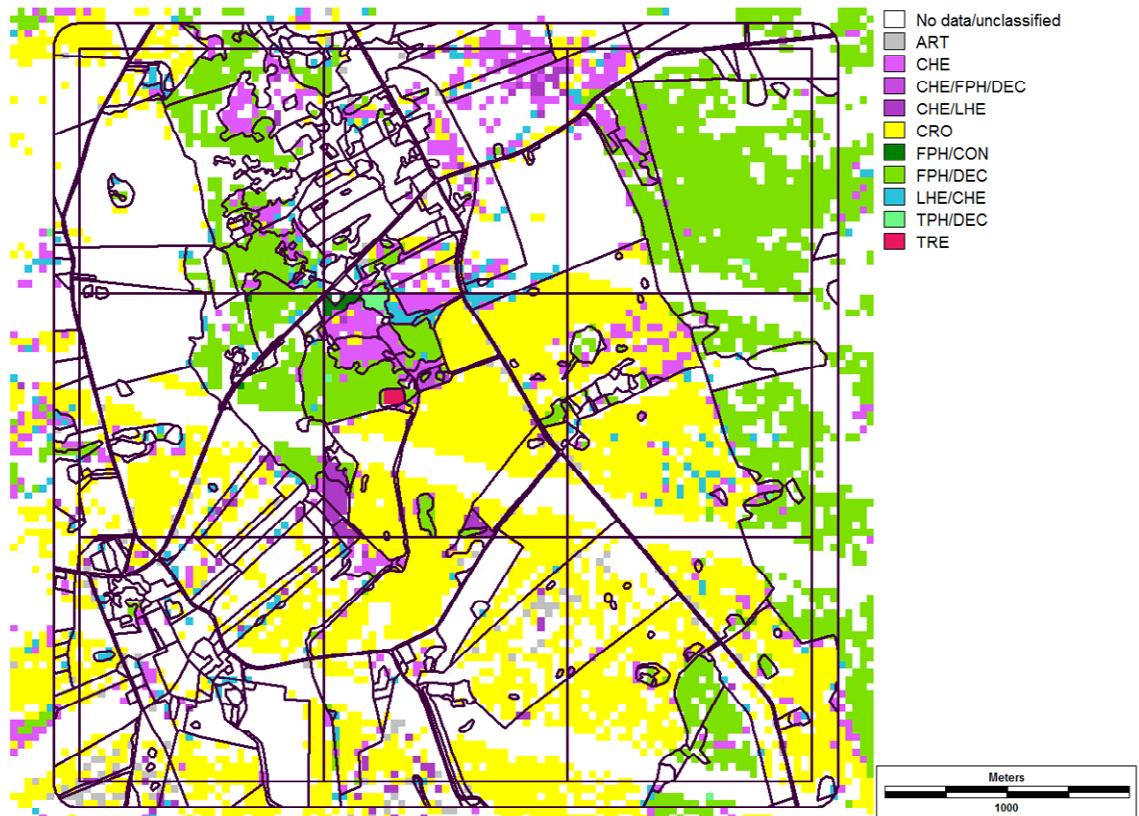 No data/unclassified
ART
CHE
CHE/FPH/DEC
CHE/LHE
CRO
FPH/CON
FPH/DEC
LHE/CHE
TPH/DEC
TRE
Meters
1000